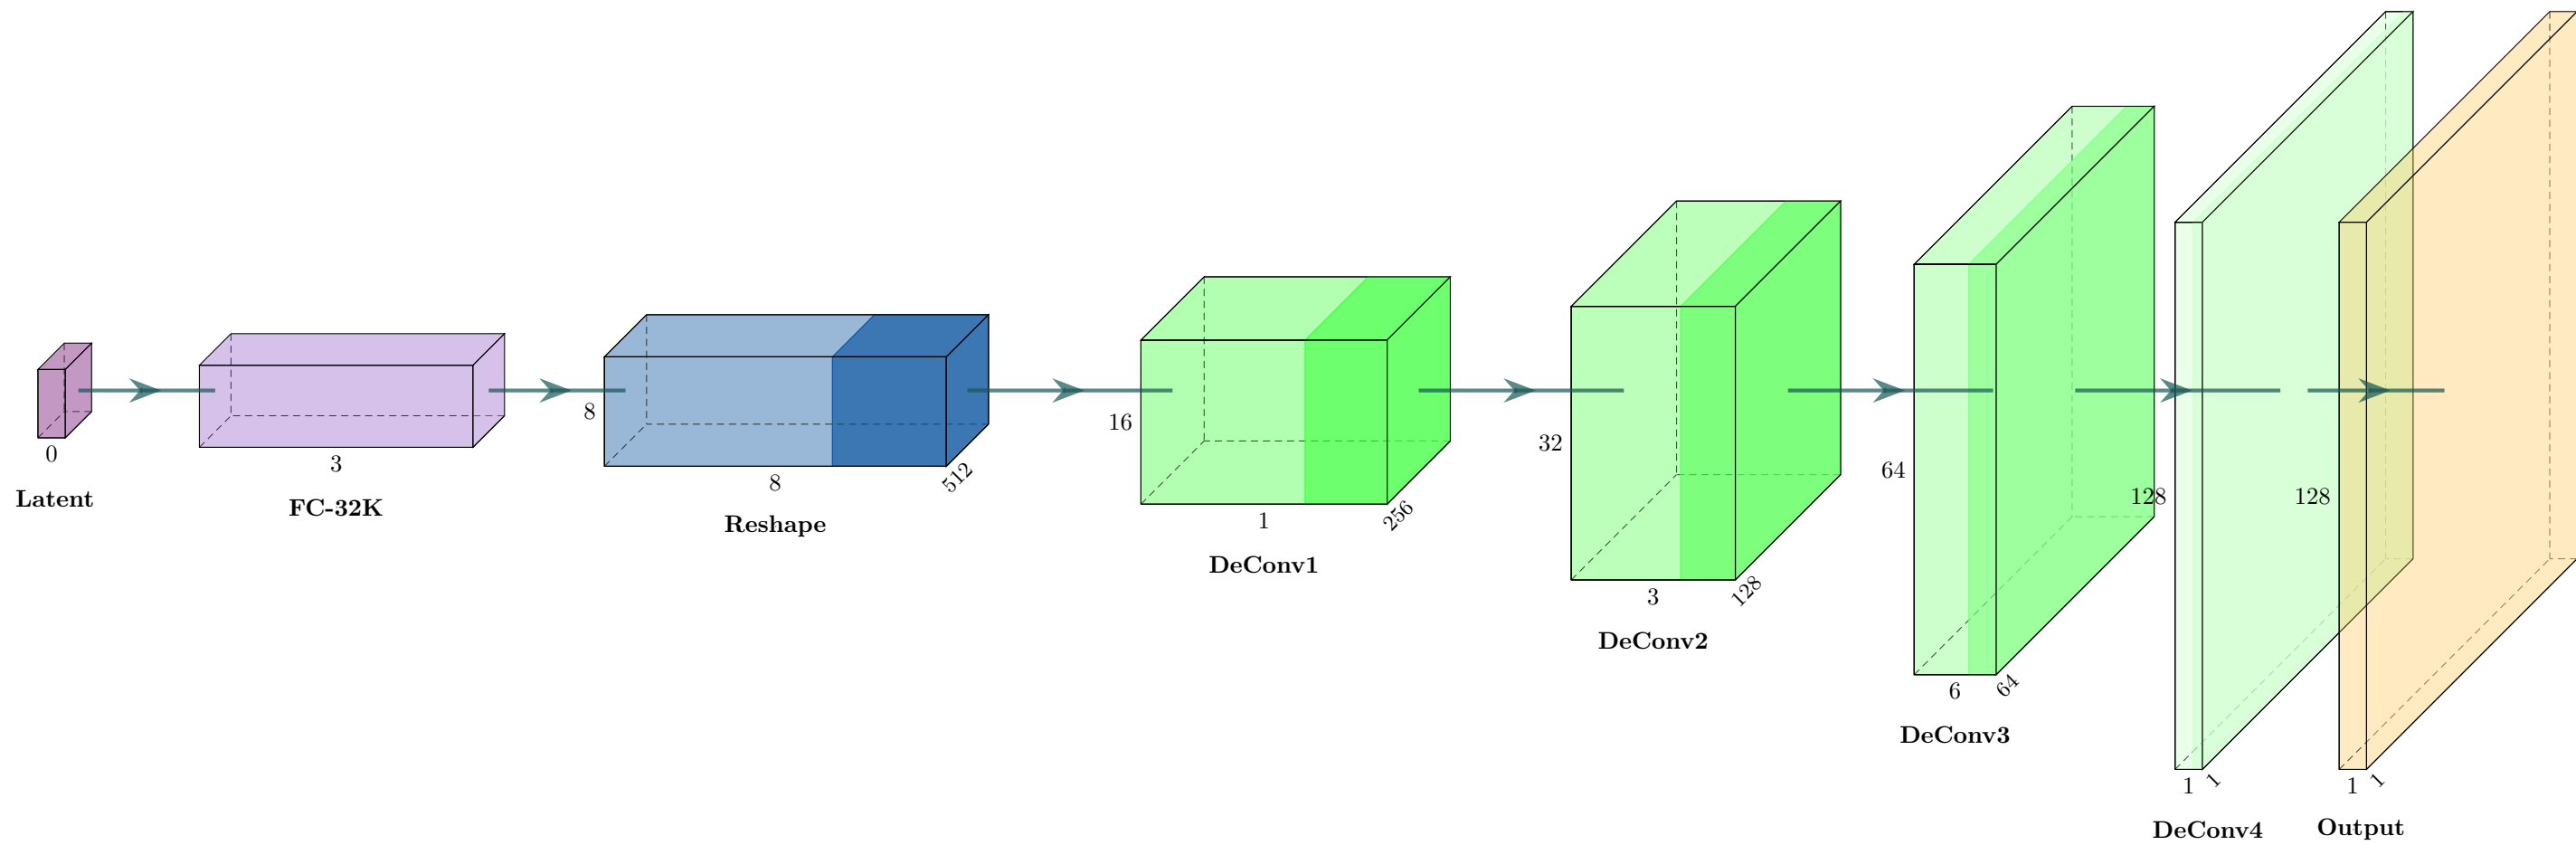 0
Latent
3
FC-32K
8
8
512
Reshape
16
1
256
DeConv1
32
3
128
DeConv2
64
6
64
DeConv3
128
1
1
DeConv4
128
1
1
Output